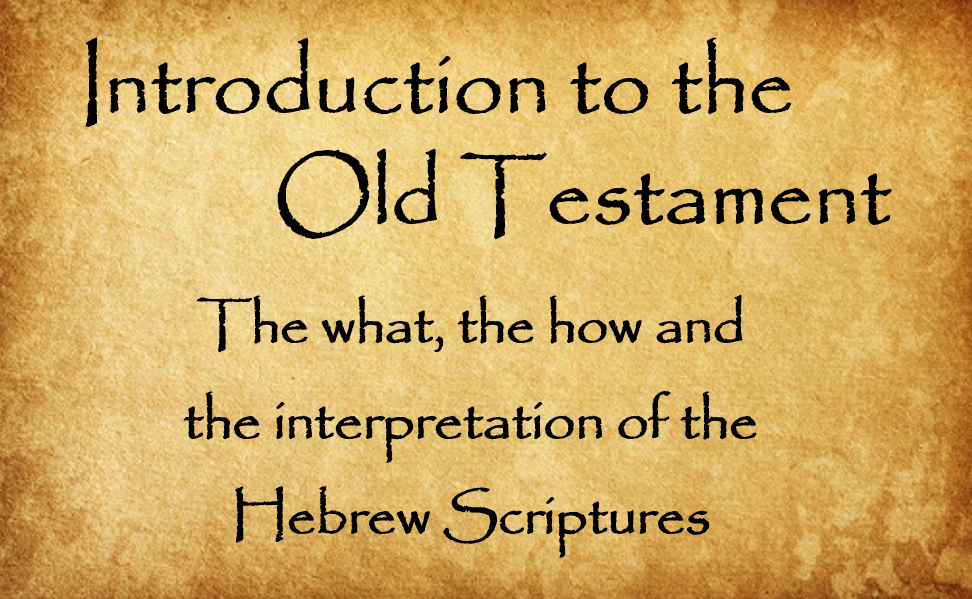 Introduction to the
Old Testament
The what, the how and
the interpretation of the
Hebrew Scriptures